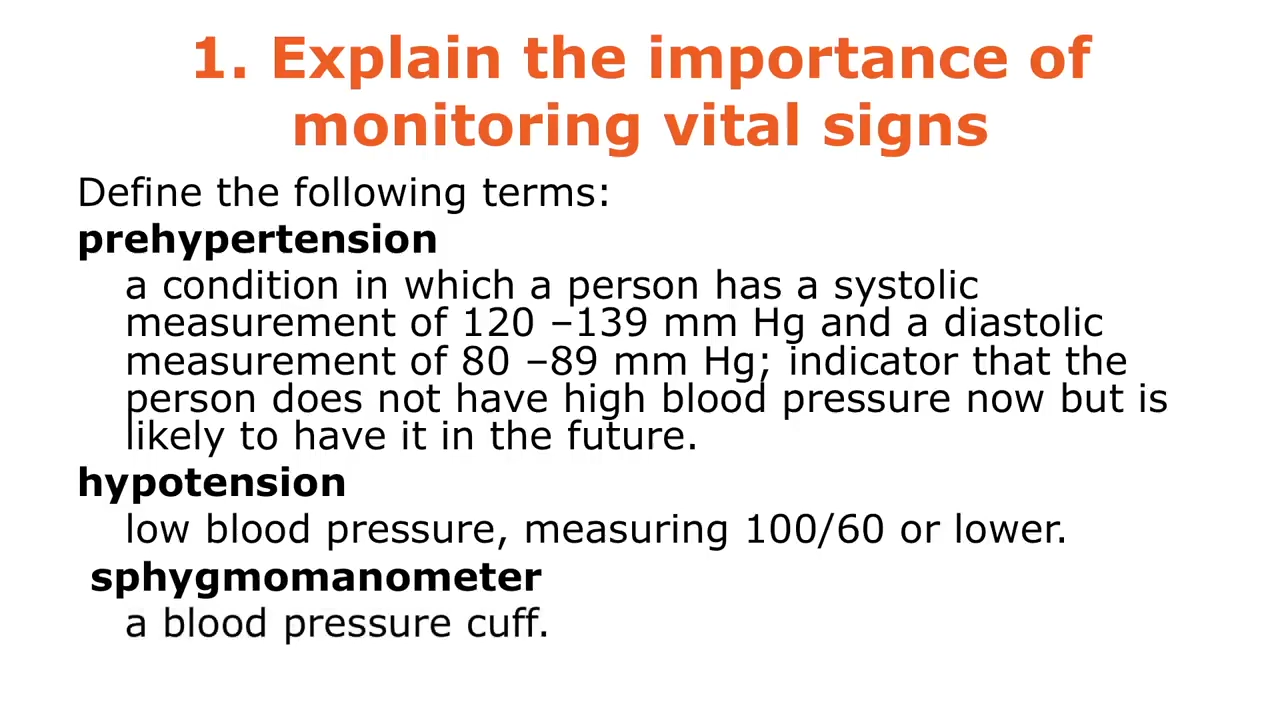 1. Explain the importance of
monitoring vital signs
Define the following terms:
prehypertension
a condition in which a person has a systolic
measurement of 120 –139 mm Hg and a diastolic
measurement of 80 –89 mm Hg; indicator that the
person does not have high blood pressure now but is
likely to have it in the future.
hypotension
low blood pressure, measuring 100/60 or lower.
sphygmomanometer
a blood pressure cuff.